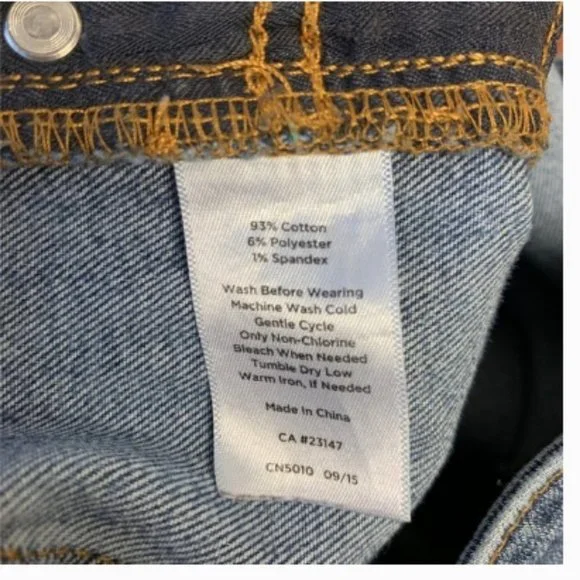 93% Cotton
6% Polyester
1% Spandex
Wash Before Wearing
Machine Wash Cold
Gentle Cycle
Only Non-Chlorine
Bleach When Needed
Tumble Dry Low
Warm Iron, If Needed
Made In China
CA #23147
CN5010 09/15